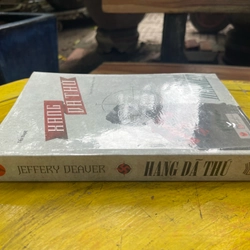 HANG
DÃ THÚ
JEFFERY DEAVER
HANG DÃ THÚ